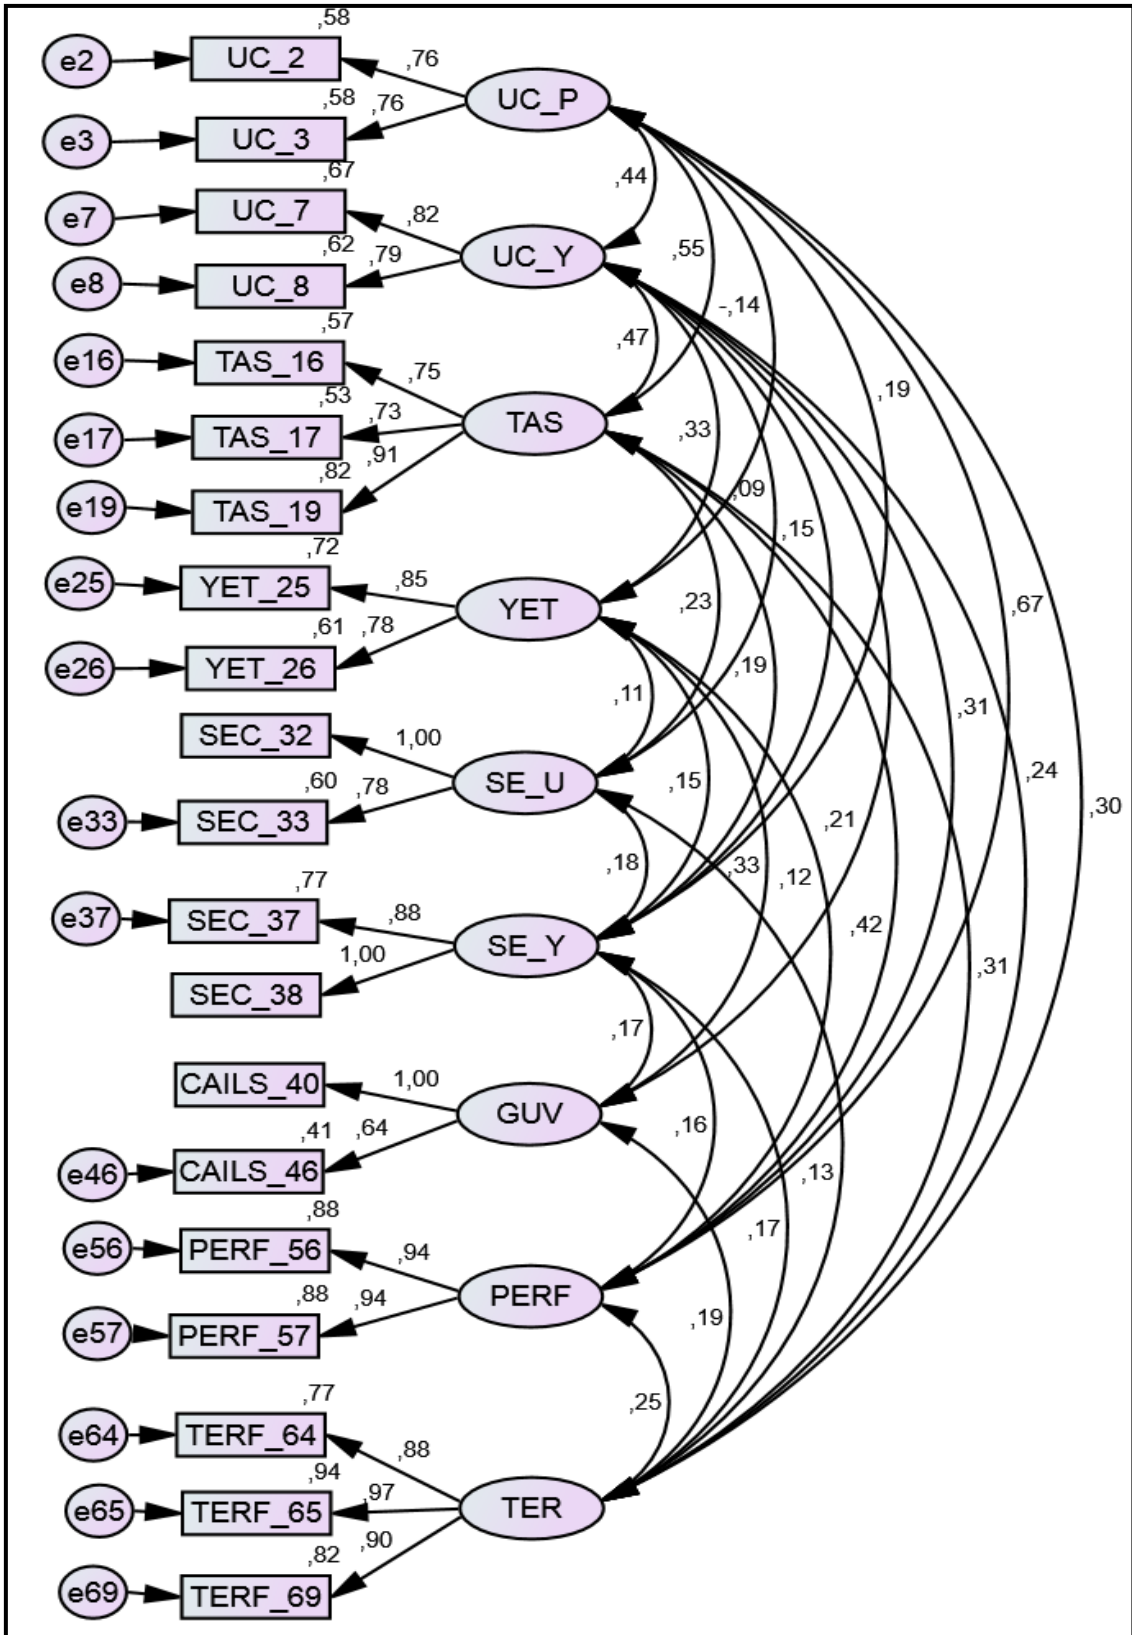 ,58
e2 UC_2 ,76
UC_P
,58 ,76
e3 UC_3
,67
,44
e7 UC_7 ,82
,62 ,79
UC_Y ,55
e8 UC_8
-,14
,57 ,47
e16 TAS_16 ,75
,19
,53 ,73
TAS ,33
e17 TAS_17
,82 ,91
,09
e19 TAS_19 ,15
,72
e25 YET_25 ,85
YET ,23 ,67
,61 ,78
e26 YET_26 ,19
,11 ,31
SEC_32 1,00
,24
,60 ,78
SE_U ,15
,30
e33 SEC_33 ,21
,18 ,33 ,12
,77
e37 SEC_37 ,88
,42
1,00
SE_Y
,31
SEC_38
,17
CAILS_40 1,00
GUV
,41 ,64
,16
e46 CAILS_46
,13
,88
,17
e56 PERF_56 ,94
,88 ,94
PERF
,19
e57 PERF_57
,77 ,25
e64 TERF_64 ,88
,94 ,97
e65 TERF_65 TER
,82 ,90
e69 TERF_69